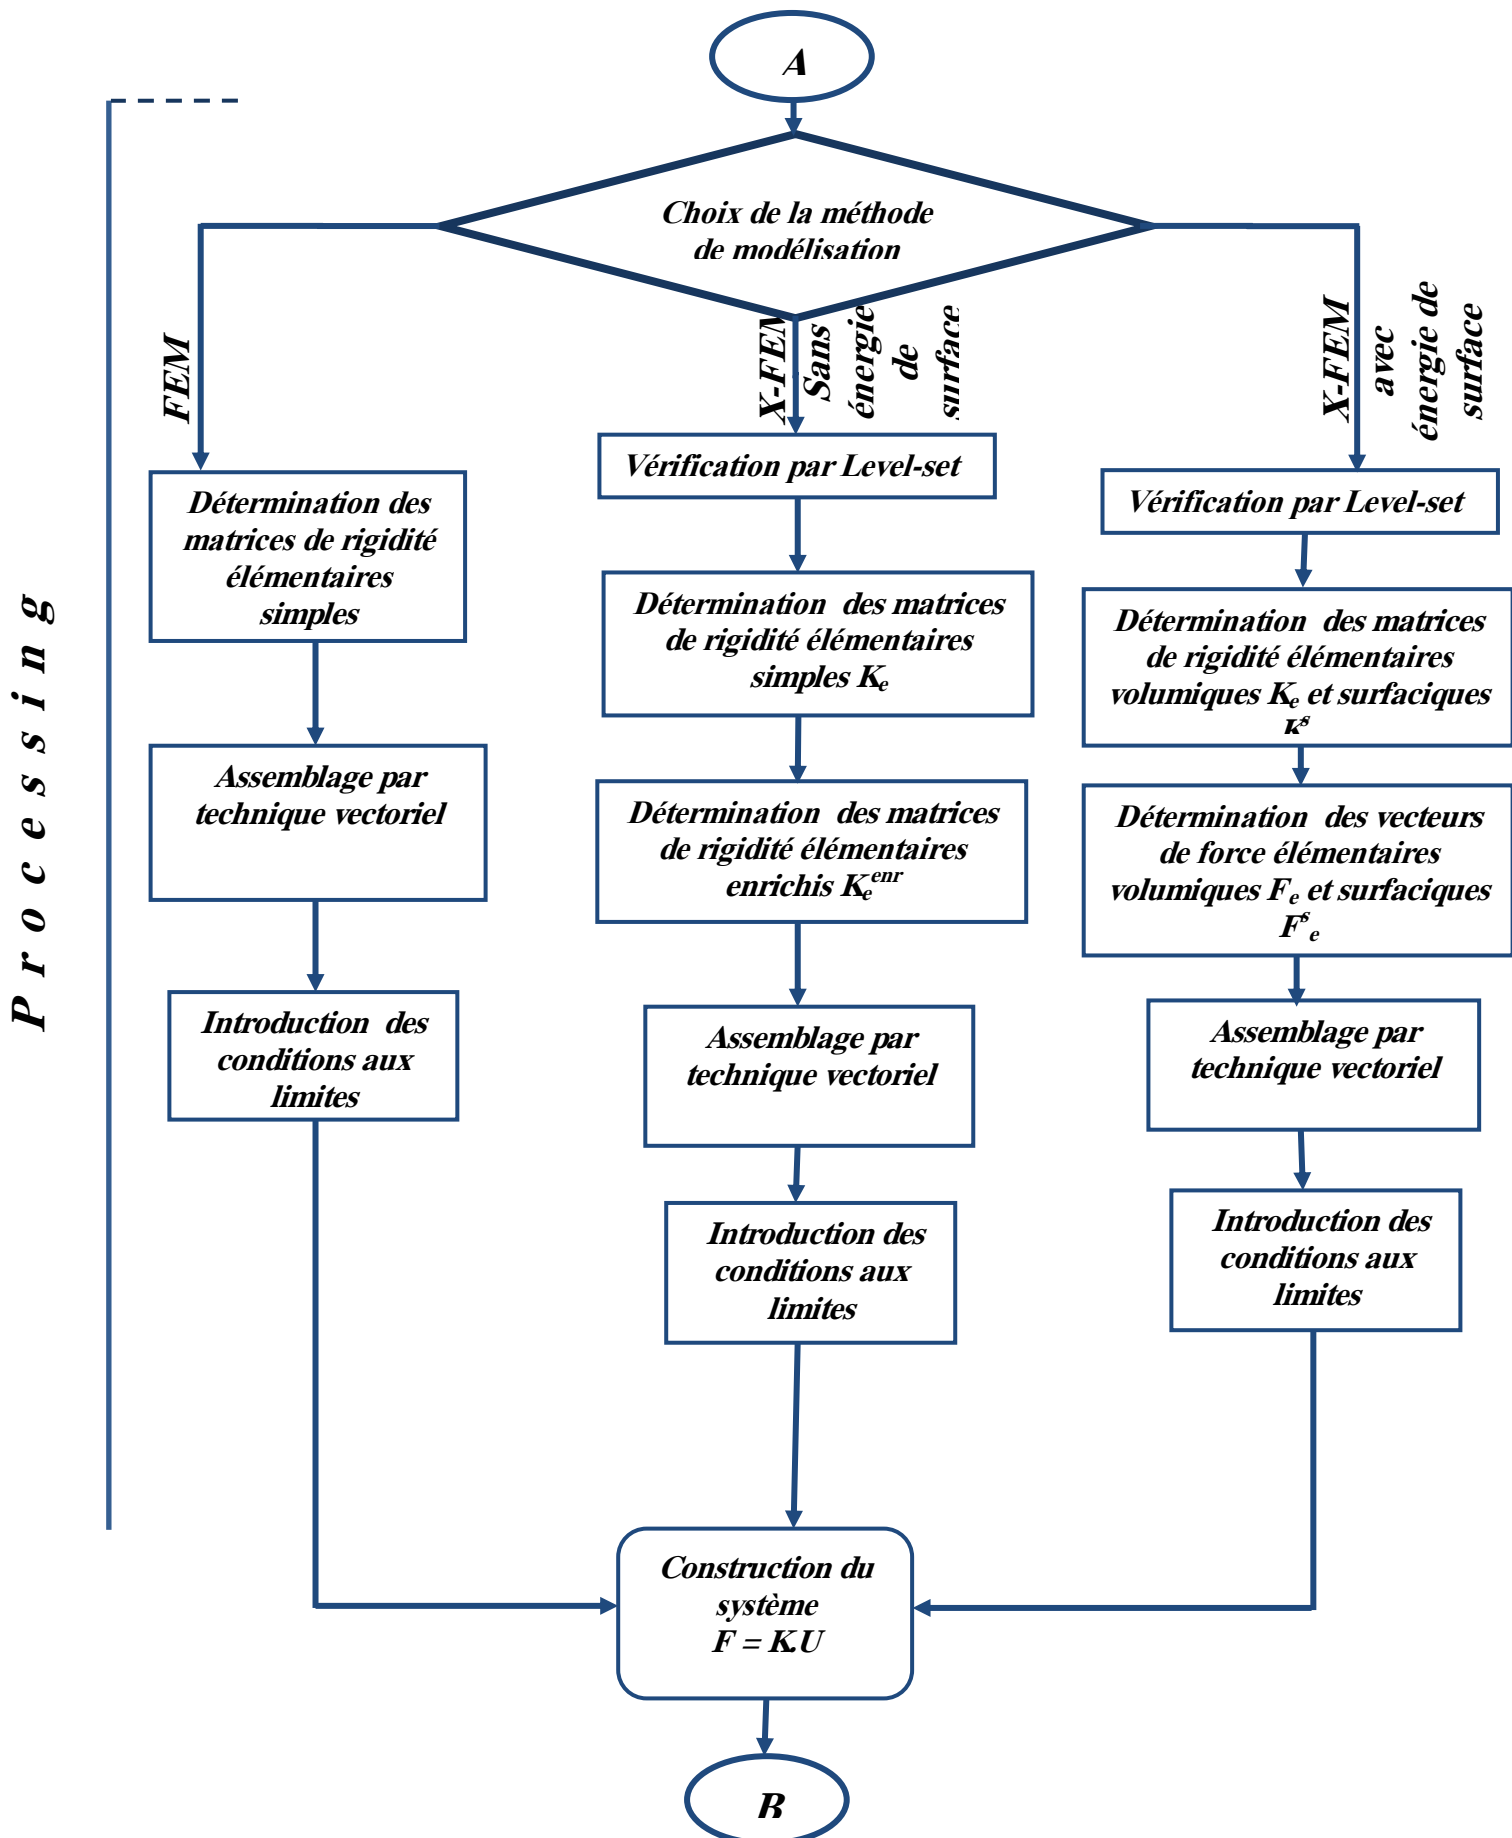 A
Choix de la méthode
de modélisation
FEM
X-FEM
Sans
énergie
de
surface
X-FEM
avec
énergie de
surface
Processing
Détermination des
matrices de rigidité
élémentaires
simples
Assemblage par
technique vectoriel
Introduction des
conditions aux
limites
Vérification par Level-set
Détermination des matrices
de rigidité élémentaires
simples Kₑ
Détermination des matrices
de rigidité élémentaires
enrichis Kₑᵉⁿʳ
Assemblage par
technique vectoriel
Introduction des
conditions aux
limites
Vérification par Level-set
Détermination des matrices
de rigidité élémentaires
volumiques Kₑ et surfaciques
Kˢ
Détermination des vecteurs
de force élémentaires
volumiques Fₑ et surfaciques
Fˢₑ
Assemblage par
technique vectoriel
Introduction des
conditions aux
limites
Construction du
système
F = K.U
B